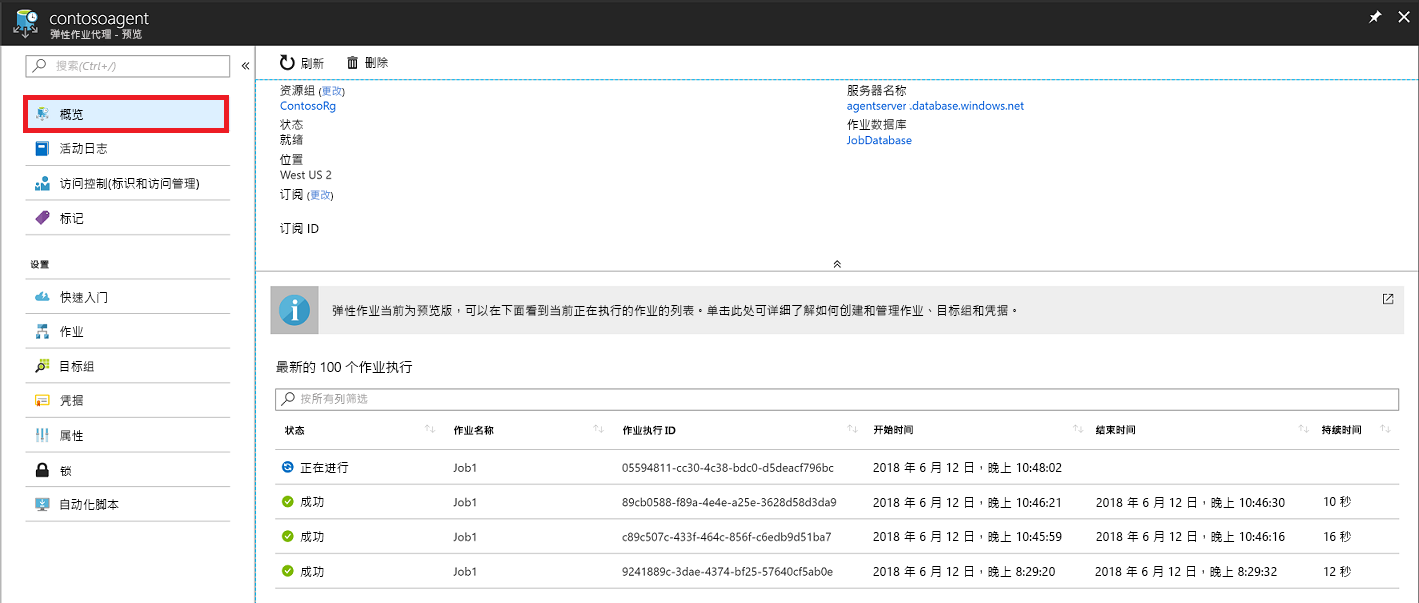 contosoagent
弹性作业代理 - 预览
搜索(Ctrl+/)
«
概览
活动日志
访问控制(标识和访问管理)
标记
设置
快速入门
作业
目标组
凭据
属性
锁
自动化脚本
刷新 删除
资源组 (更改)
ContosoRg
状态
就绪
位置
West US 2
订阅 (更改)
订阅 ID
服务器名称
agentserver .database.windows.net
作业数据库
JobDatabase
弹性作业当前为预览版，可以在下面看到当前正在执行的作业的列表。单击此处可详细了解如何创建和管理作业、目标组和凭据。
最新的 100 个作业执行
按所有列筛选
状态 作业名称 作业执行 ID 开始时间 结束时间 持续时间
正在进行 Job1 05594811-cc30-4c38-bdc0-d5deacf796bc 2018 年 6 月 12 日，晚上 10:48:02
成功 Job1 89cb0588-f89a-4e4e-a25e-3628d58d3da9 2018 年 6 月 12 日，晚上 10:46:21 2018 年 6 月 12 日，晚上 10:46:30 10 秒
成功 Job1 c89c507c-433f-464c-856f-c6edb9d51ba7 2018 年 6 月 12 日，晚上 10:45:59 2018 年 6 月 12 日，晚上 10:46:16 16 秒
成功 Job1 9241889c-3dae-4374-bf25-57640cf5ab0e 2018 年 6 月 12 日，晚上 8:29:20 2018 年 6 月 12 日，晚上 8:29:32 12 秒